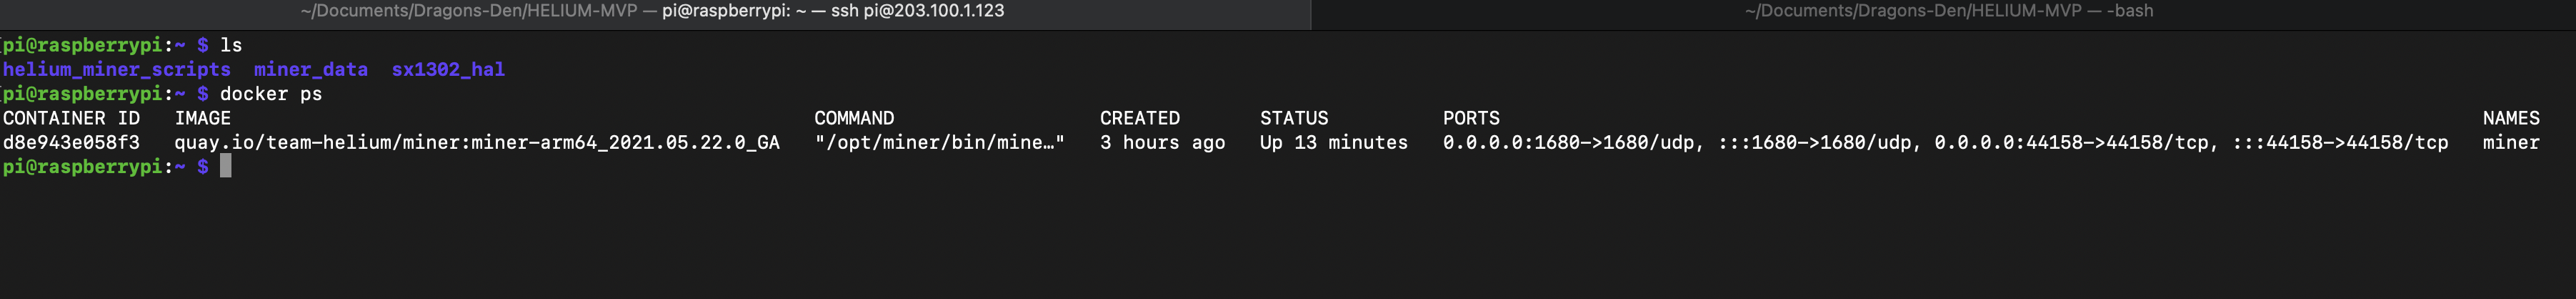 ~/Documents/Dragons-Den/HELIUM-MVP — pi@raspberrypi: ~ — ssh pi@203.100.1.123
~/Documents/Dragons-Den/HELIUM-MVP — -bash
[pi@raspberrypi:~ $ ls
helium_miner_scripts  miner_data  sx1302_hal
[pi@raspberrypi:~ $ docker ps
CONTAINER ID   IMAGE   COMMAND   CREATED   STATUS   PORTS   NAMES
d8e943e058f3   quay.io/team-helium/miner:miner-arm64_2021.05.22.0_GA   "/opt/miner/bin/mine…"   3 hours ago   Up 13 minutes   0.0.0.0:1680->1680/udp, :::1680->1680/udp, 0.0.0.0:44158->44158/tcp, :::44158->44158/tcp   miner
pi@raspberrypi:~ $